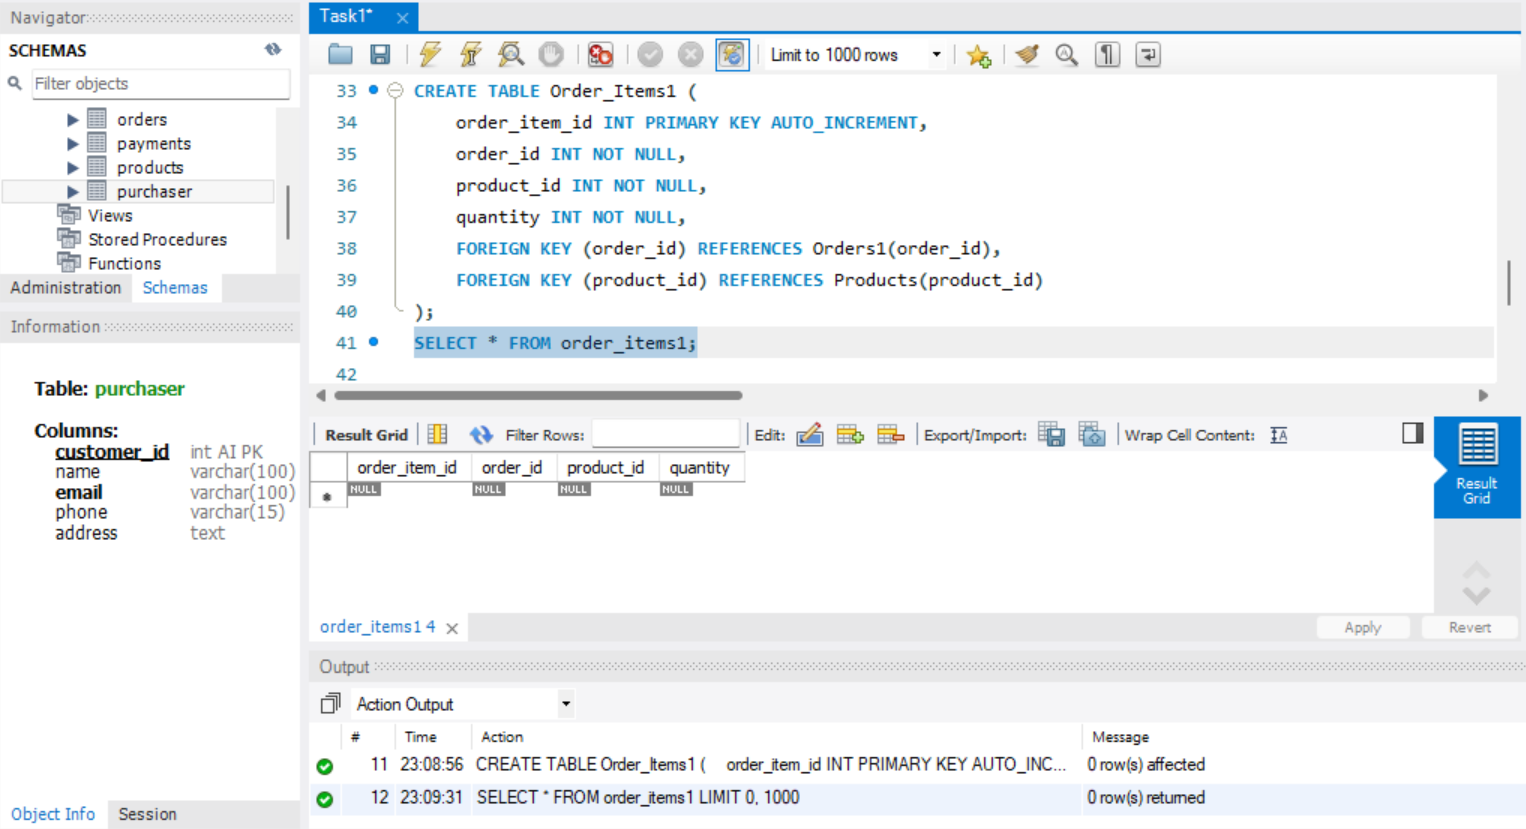 Navigator
SCHEMAS
Filter objects
orders
payments
products
purchaser
Views
Stored Procedures
Functions
Administration Schemas
Information
Table: purchaser
Columns:
customer_id int AI PK
name varchar(100)
email varchar(100)
phone varchar(15)
address text
Object Info Session
Task1*
Limit to 1000 rows
33 CREATE TABLE Order_Items1 (
34 order_item_id INT PRIMARY KEY AUTO_INCREMENT,
35 order_id INT NOT NULL,
36 product_id INT NOT NULL,
37 quantity INT NOT NULL,
38 FOREIGN KEY (order_id) REFERENCES Orders1(order_id),
39 FOREIGN KEY (product_id) REFERENCES Products(product_id)
40 );
41 SELECT * FROM order_items1;
42
Result Grid Filter Rows: Edit: Export/Import: Wrap Cell Content:
order_item_id order_id product_id quantity
NULL NULL NULL NULL
Result
Grid
order_items1 4 Apply Revert
Output
Action Output
# Time Action Message
11 23:08:56 CREATE TABLE Order_Items1 ( order_item_id INT PRIMARY KEY AUTO_INC... 0 row(s) affected
12 23:09:31 SELECT * FROM order_items1 LIMIT 0, 1000 0 row(s) returned